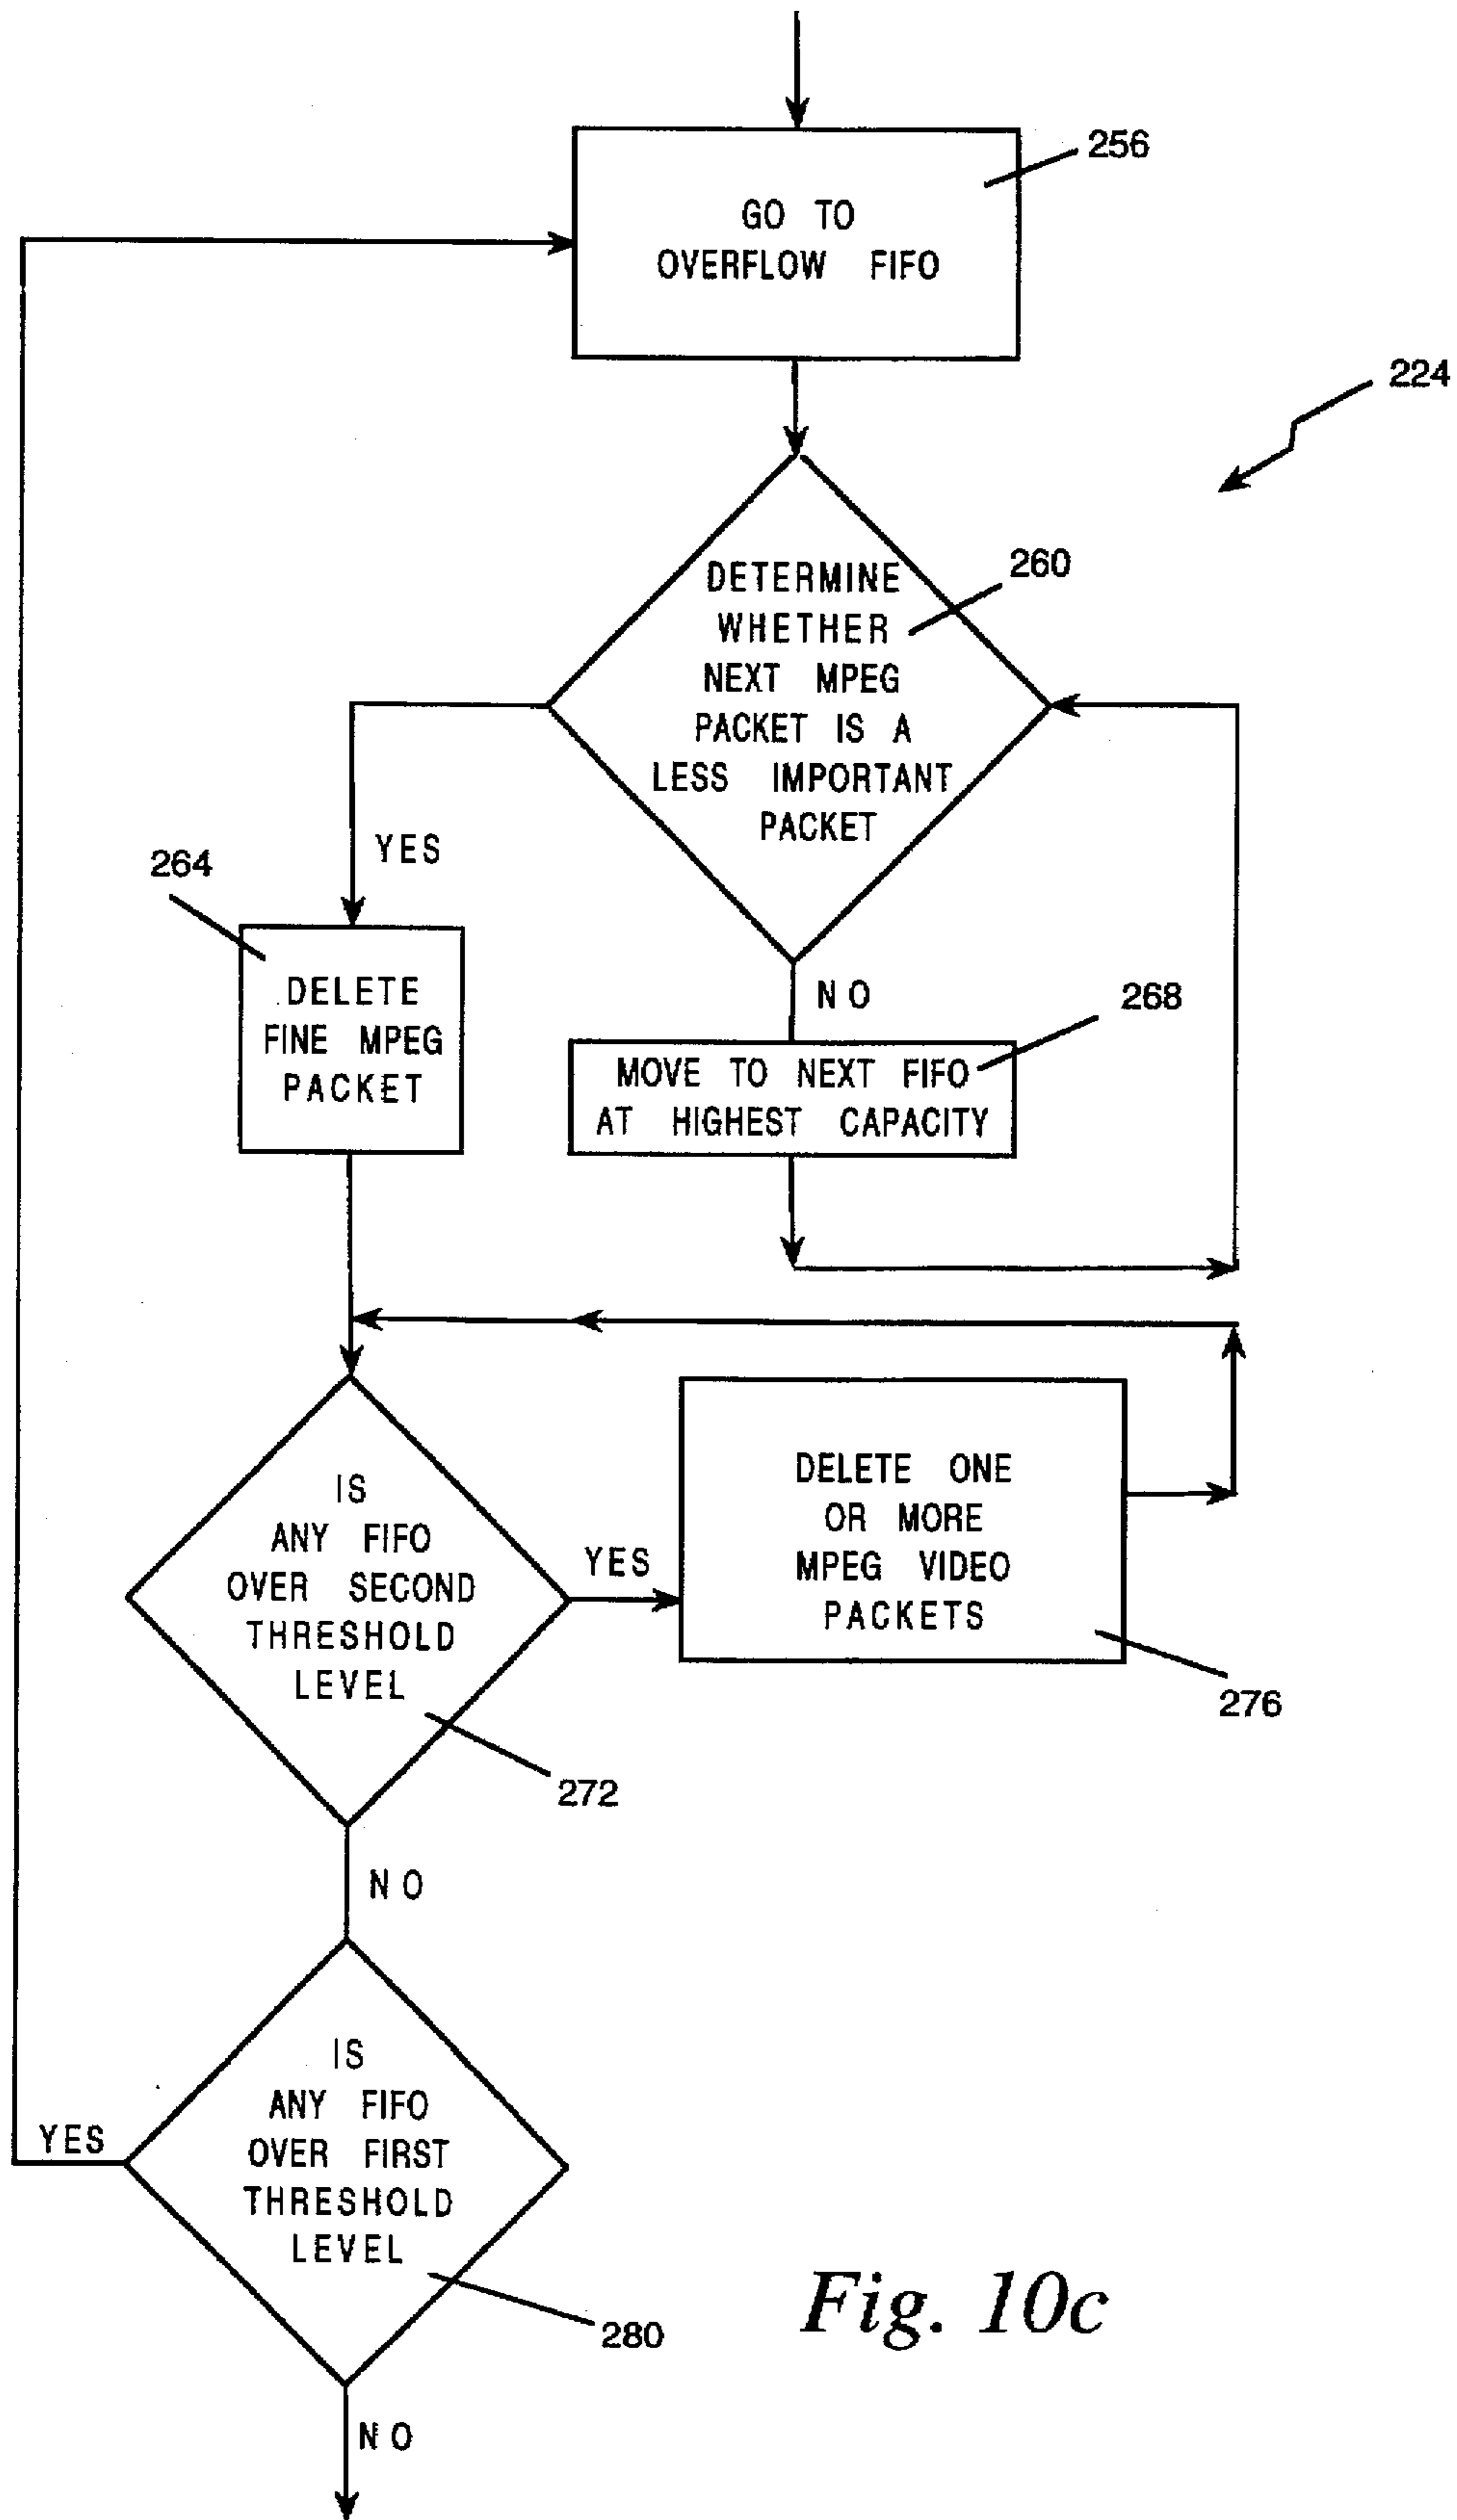 256
GO TO
OVERFLOW FIFO
224
260
DETERMINE
WHETHER
NEXT MPEG
PACKET IS A
LESS IMPORTANT
PACKET
YES
264
DELETE
FINE MPEG
PACKET
NO
268
MOVE TO NEXT FIFO
AT HIGHEST CAPACITY
IS
ANY FIFO
OVER SECOND
THRESHOLD
LEVEL
YES
DELETE ONE
OR MORE
MPEG VIDEO
PACKETS
276
272
NO
IS
ANY FIFO
OVER FIRST
THRESHOLD
LEVEL
YES
280
NO
Fig. 10c